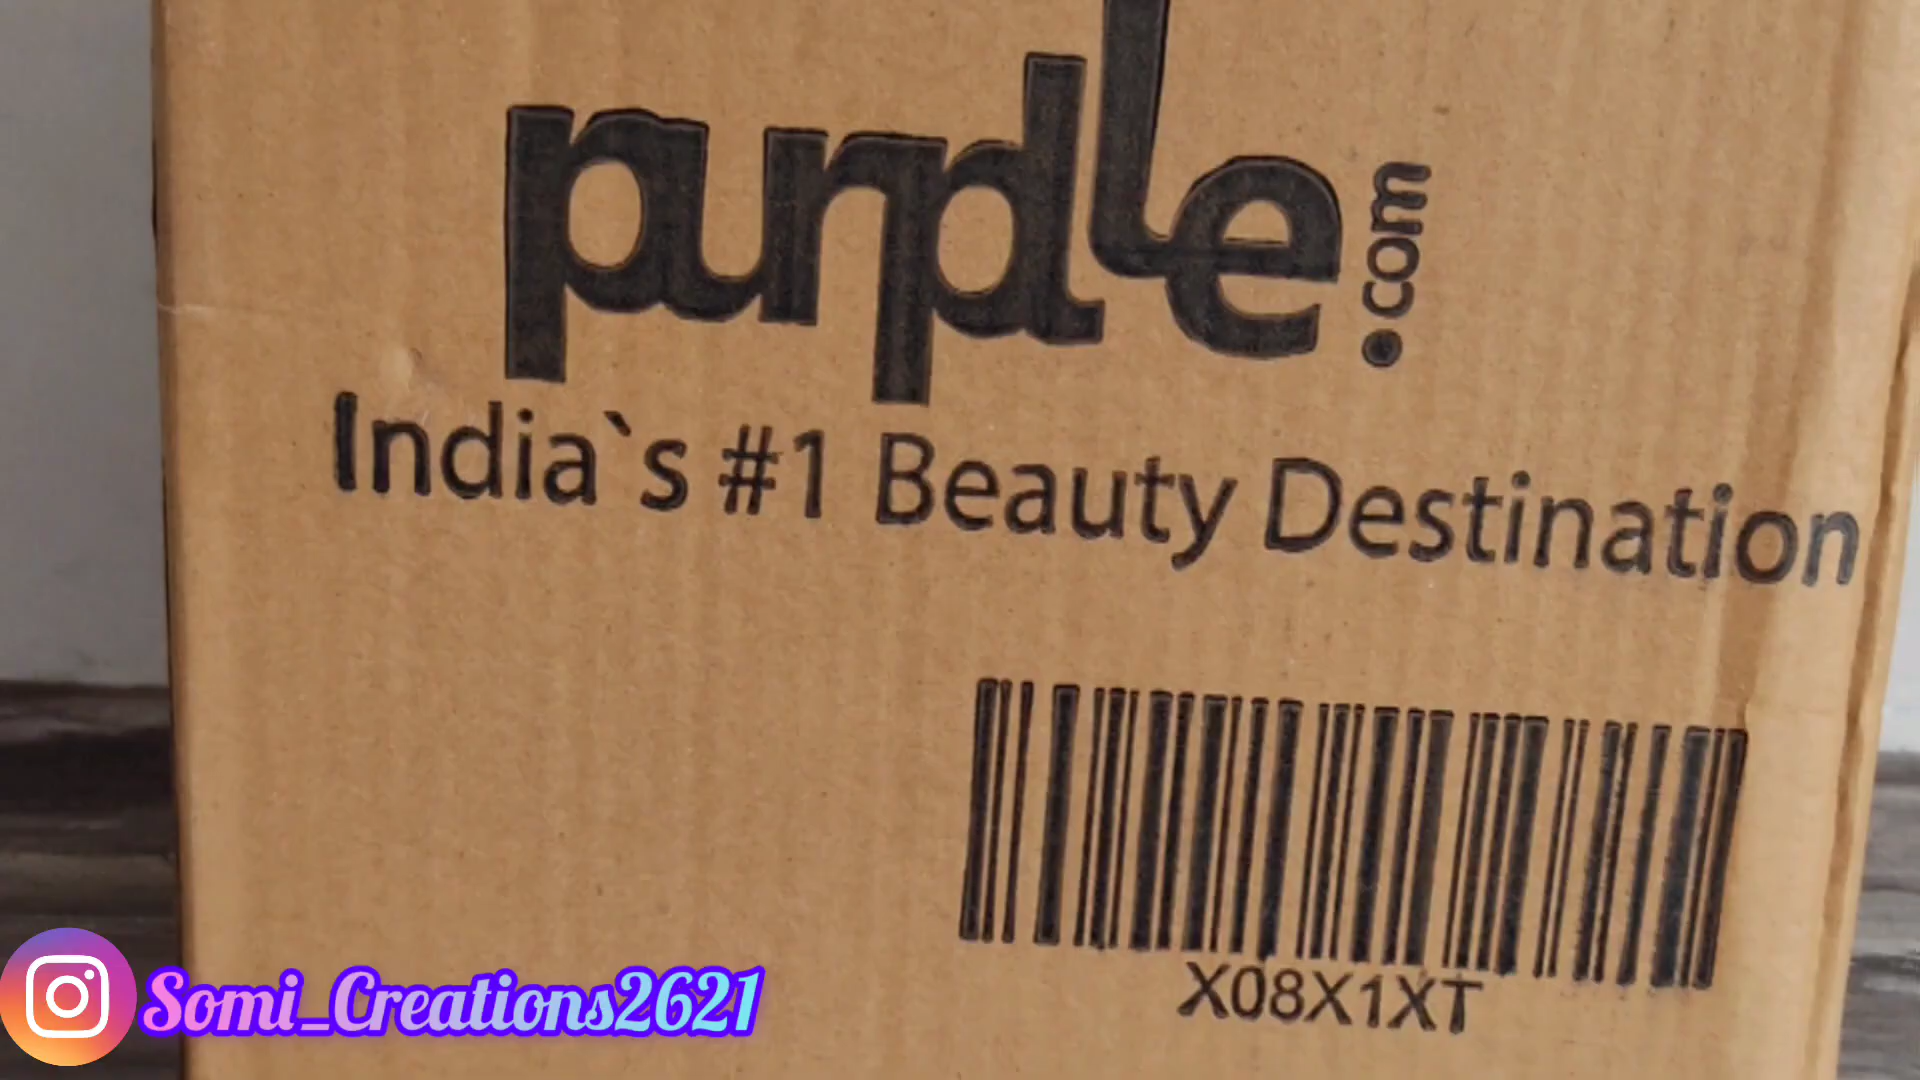 purplle.com
India`s #1 Beauty Destination
X08X1XT
Somi_Creations2621